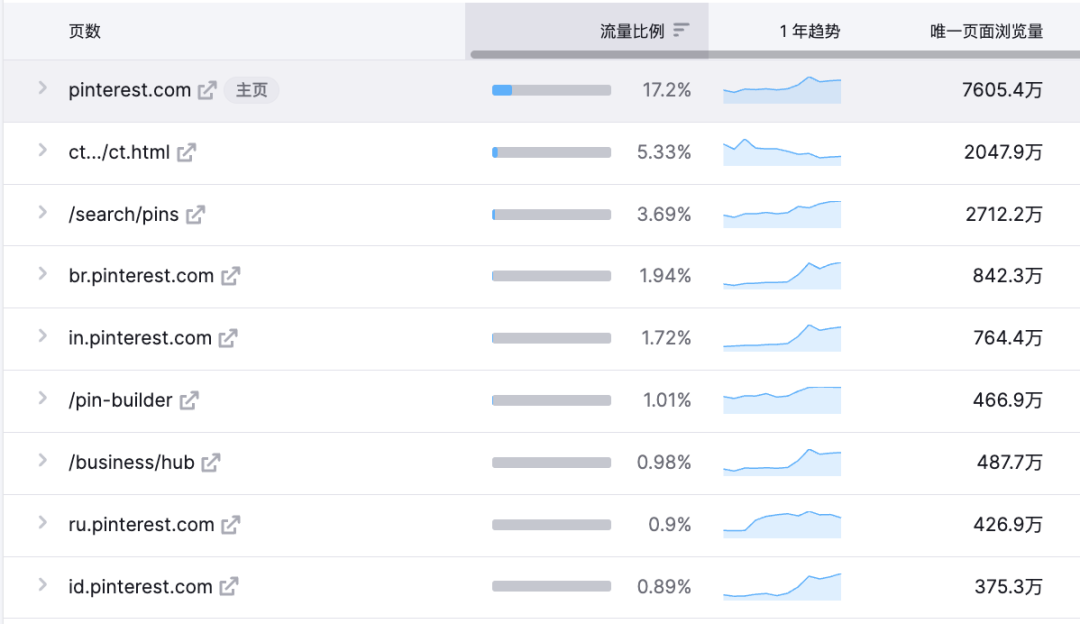 页数 流量比例 1 年趋势 唯一页面浏览量
pinterest.com 主页 17.2% 7605.4万
ct.../ct.html 5.33% 2047.9万
/search/pins 3.69% 2712.2万
br.pinterest.com 1.94% 842.3万
in.pinterest.com 1.72% 764.4万
/pin-builder 1.01% 466.9万
/business/hub 0.98% 487.7万
ru.pinterest.com 0.9% 426.9万
id.pinterest.com 0.89% 375.3万